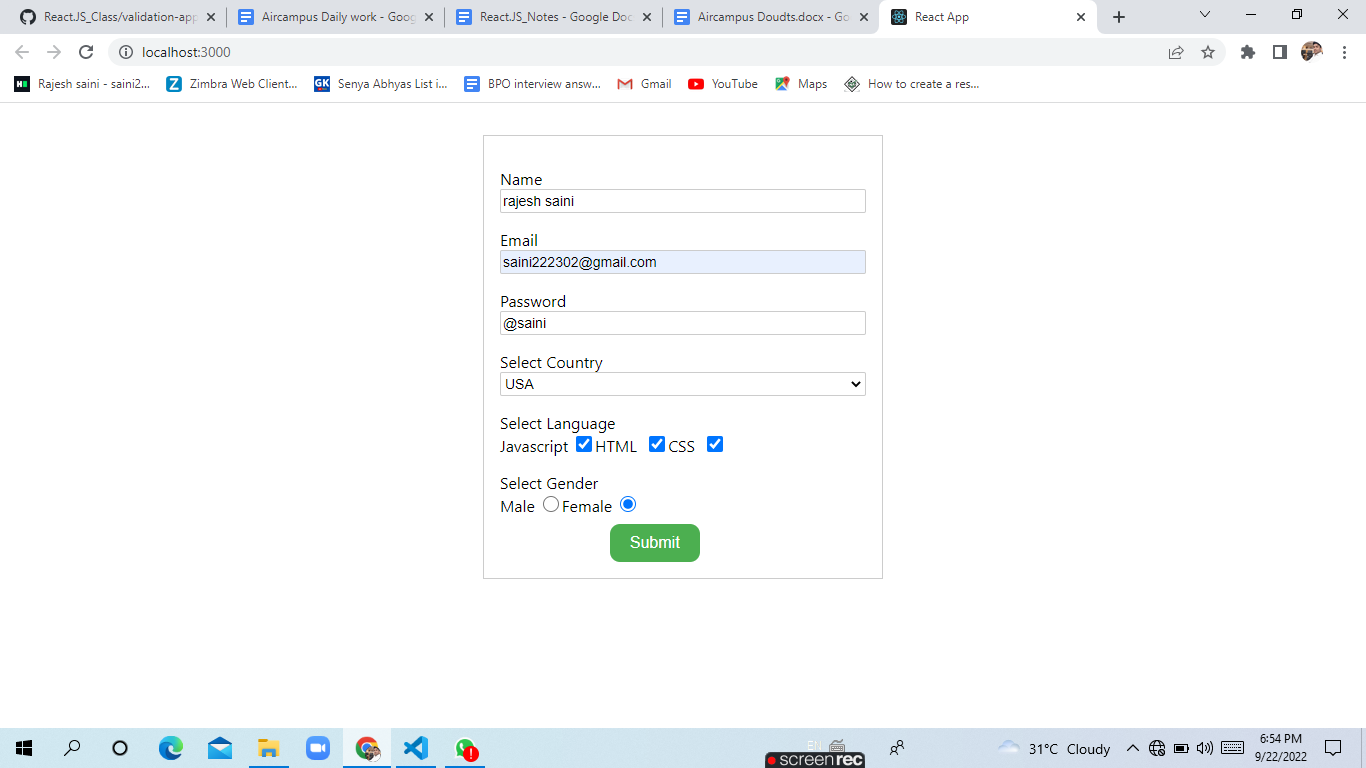 React.JS_Class/validation-app
Aircampus Daily work - Goog
React.JS_Notes - Google Doc
Aircampus Doudts.docx - Go
React App
localhost:3000
Rajesh saini - saini2...
Zimbra Web Client...
GK
Senya Abhyas List i...
BPO interview answ...
Gmail
YouTube
Maps
How to create a res...
Name
rajesh saini
Email
saini222302@gmail.com
Password
@saini
Select Country
USA
Select Language
Javascript HTML CSS
Select Gender
Male Female
Submit
EN
screenrec
31°C Cloudy
6:54 PM
9/22/2022